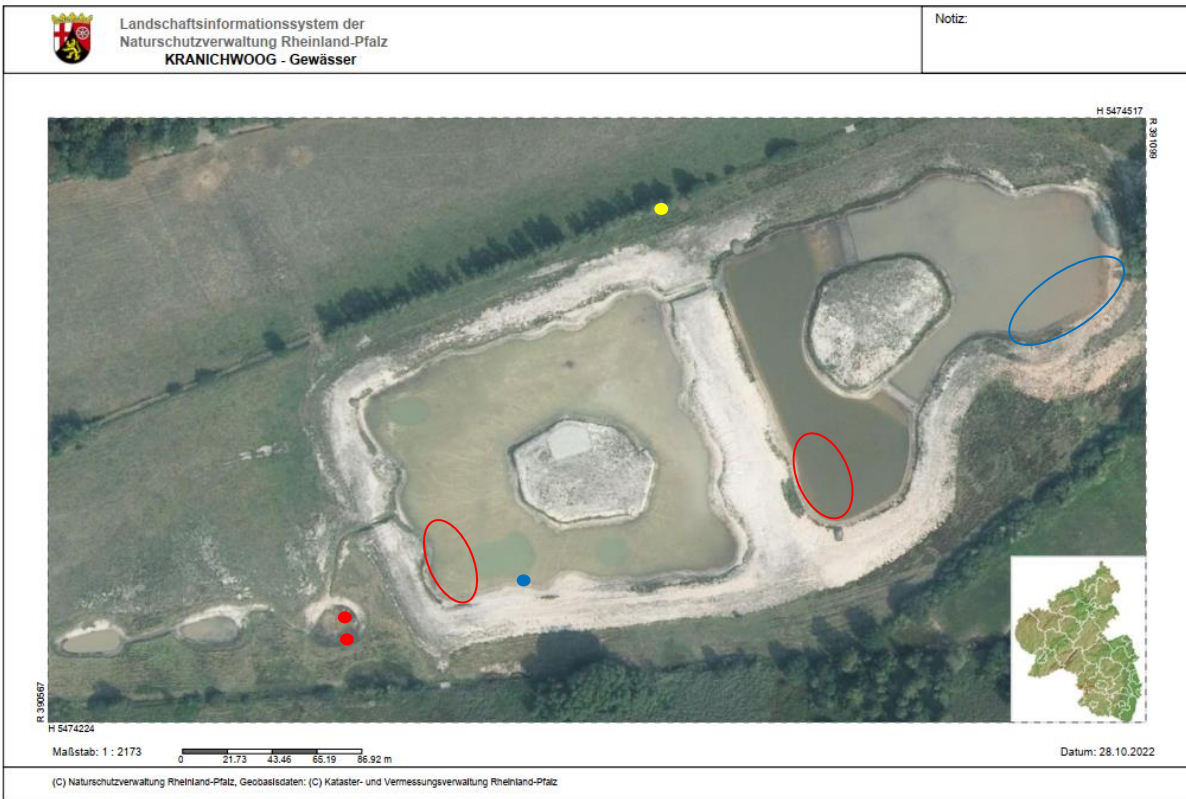 Landschaftsinformationssystem der
Naturschutzverwaltung Rheinland-Pfalz
KRANICHWOOG - Gewässer
Notiz:
H 5474517
R 391099
R 390567
H 5474224
Maßstab: 1 : 2173
0 21.73 43.46 65.19 86.92 m
Datum: 28.10.2022
(C) Naturschutzverwaltung Rheinland-Pfalz, Geobasisdaten: (C) Kataster- und Vermessungsverwaltung Rheinland-Pfalz